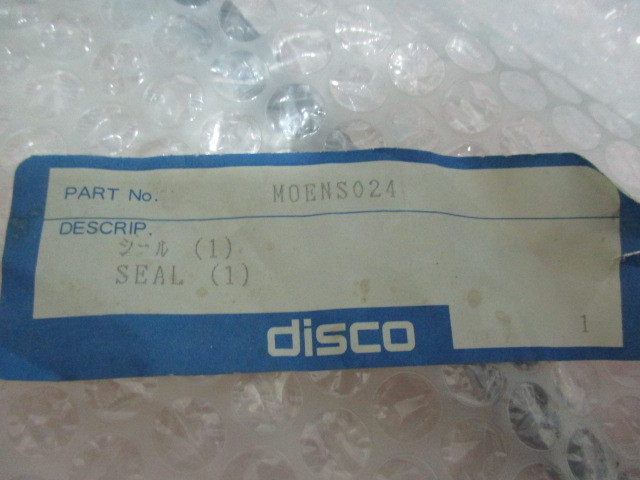 PART No. MOENS024
DESCRIP.
シール (1)
SEAL (1)
disco
1